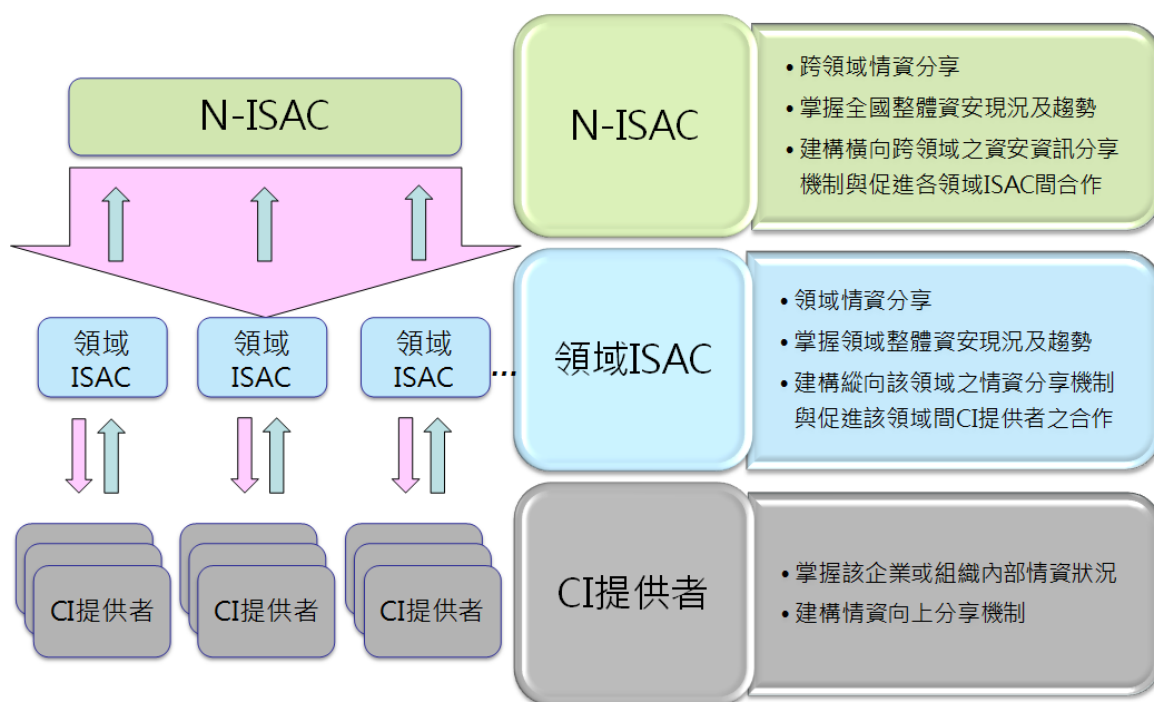 N-ISAC
領域
ISAC
領域
ISAC
領域
ISAC
...
CI提供者
CI提供者
CI提供者
N-ISAC
• 跨領域情資分享
• 掌握全國整體資安現況及趨勢
• 建構橫向跨領域之資安資訊分享
機制與促進各領域ISAC間合作
領域ISAC
• 領域情資分享
• 掌握領域整體資安現況及趨勢
• 建構縱向該領域之情資分享機制
與促進該領域間CI提供者之合作
CI提供者
• 掌握該企業或組織內部情資狀況
• 建構情資向上分享機制